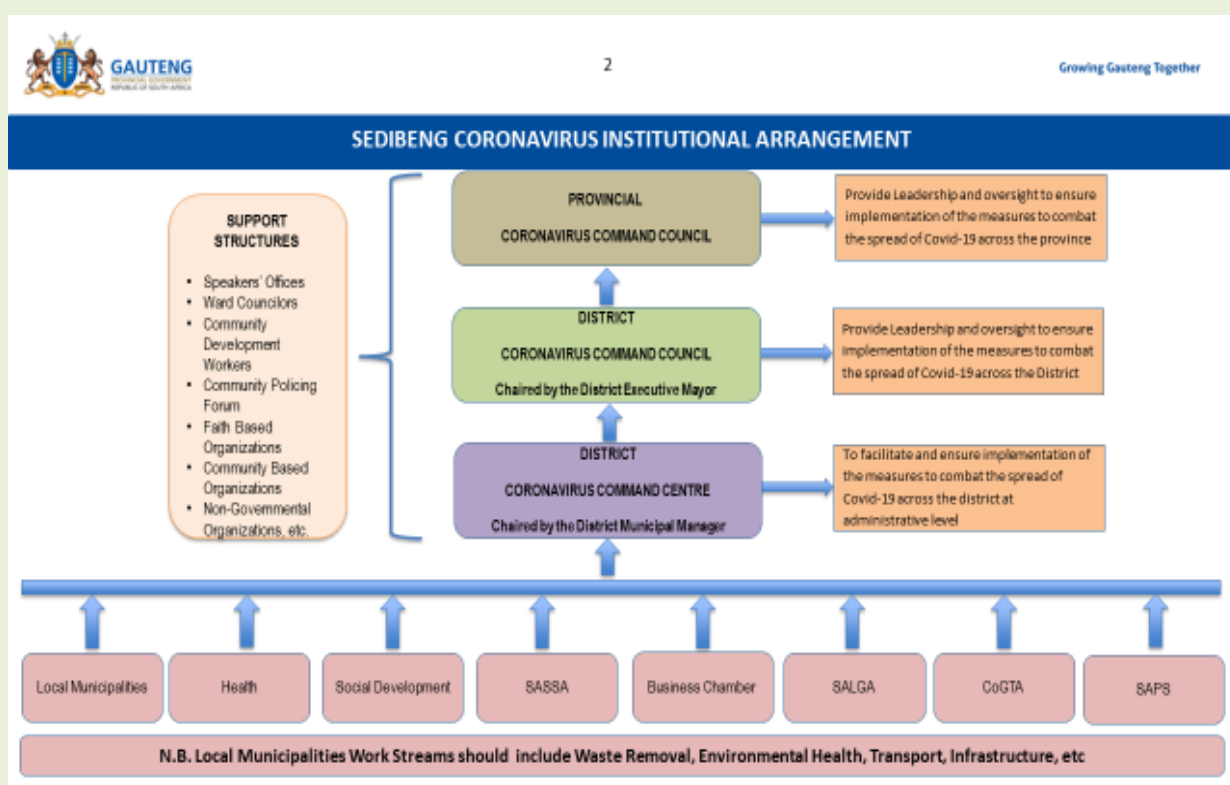 GAUTENG
PROVINCIAL GOVERNMENT
REPUBLIC OF SOUTH AFRICA
2
Growing Gauteng Together
SEDIBENG CORONAVIRUS INSTITUTIONAL ARRANGEMENT
SUPPORT
STRUCTURES
• Speakers' Offices
• Ward Councilors
• Community
Development
Workers
• Community Policing
Forum
• Faith Based
Organizations
• Community Based
Organizations
• Non-Governmental
Organizations, etc.
PROVINCIAL
CORONAVIRUS COMMAND COUNCIL
Provide Leadership and oversight to ensure
implementation of the measures to combat
the spread of Covid-19 across the province
DISTRICT
CORONAVIRUS COMMAND COUNCIL
Chaired by the District Executive Mayor
Provide Leadership and oversight to ensure
implementation of the measures to combat
the spread of Covid-19 across the District
DISTRICT
CORONAVIRUS COMMAND CENTRE
Chaired by the District Municipal Manager
To facilitate and ensure implementation of
the measures to combat the spread of
Covid-19 across the district at
administrative level
Local Municipalities
Health
Social Development
SASSA
Business Chamber
SALGA
CoGTA
SAPS
N.B. Local Municipalities Work Streams should include Waste Removal, Environmental Health, Transport, Infrastructure, etc